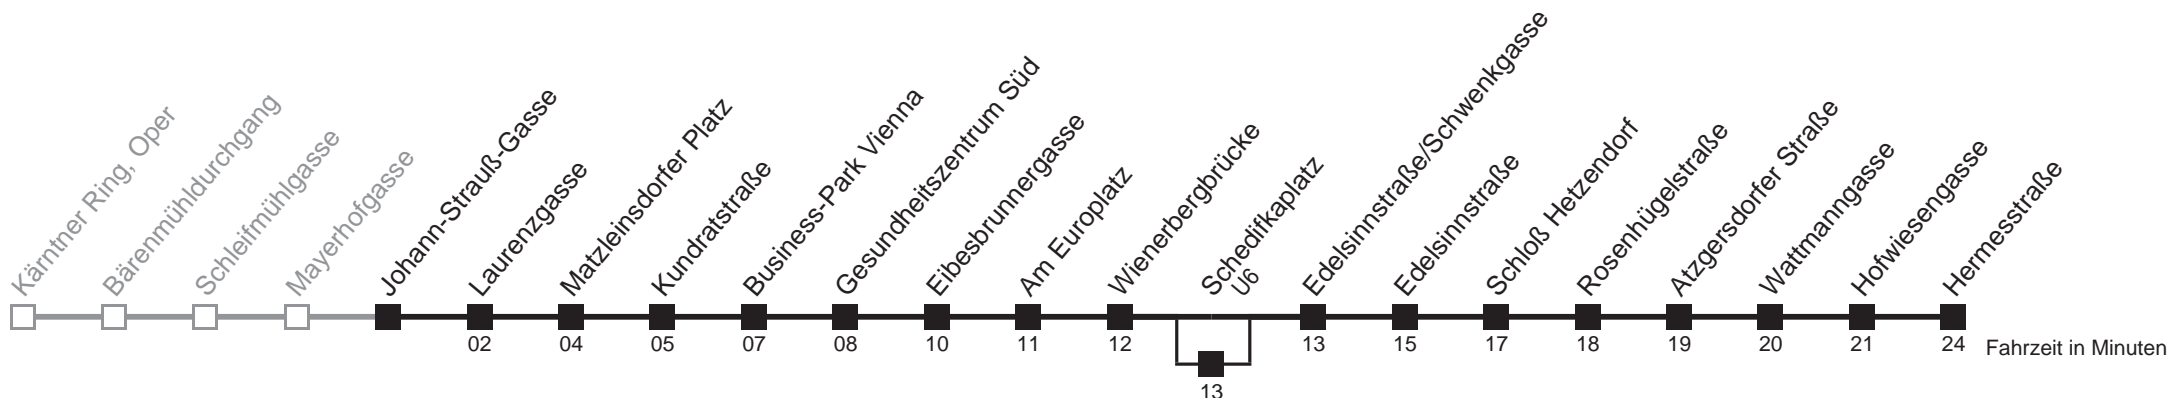 Kärntner Ring, Oper
Bärenmühldurchgang
Schleifmühlgasse
Mayerhofgasse
Johann-Strauß-Gasse
Laurenzgasse
Matzleinsdorfer Platz
Kundratstraße
Business-Park Vienna
Gesundheitszentrum Süd
Eibesbrunnergasse
Am Europlatz
Wienerbergbrücke
Schedifkaplatz
U6
Edelsinnstraße/Schwenkgasse
Edelsinnstraße
Schloß Hetzendorf
Rosenhügelstraße
Atzgersdorfer Straße
Wattmanngasse
Hofwiesengasse
Hermesstraße
02 04 05 07 08 10 11 12 13 15 17 18 19 20 21 24 Fahrzeit in Minuten
13